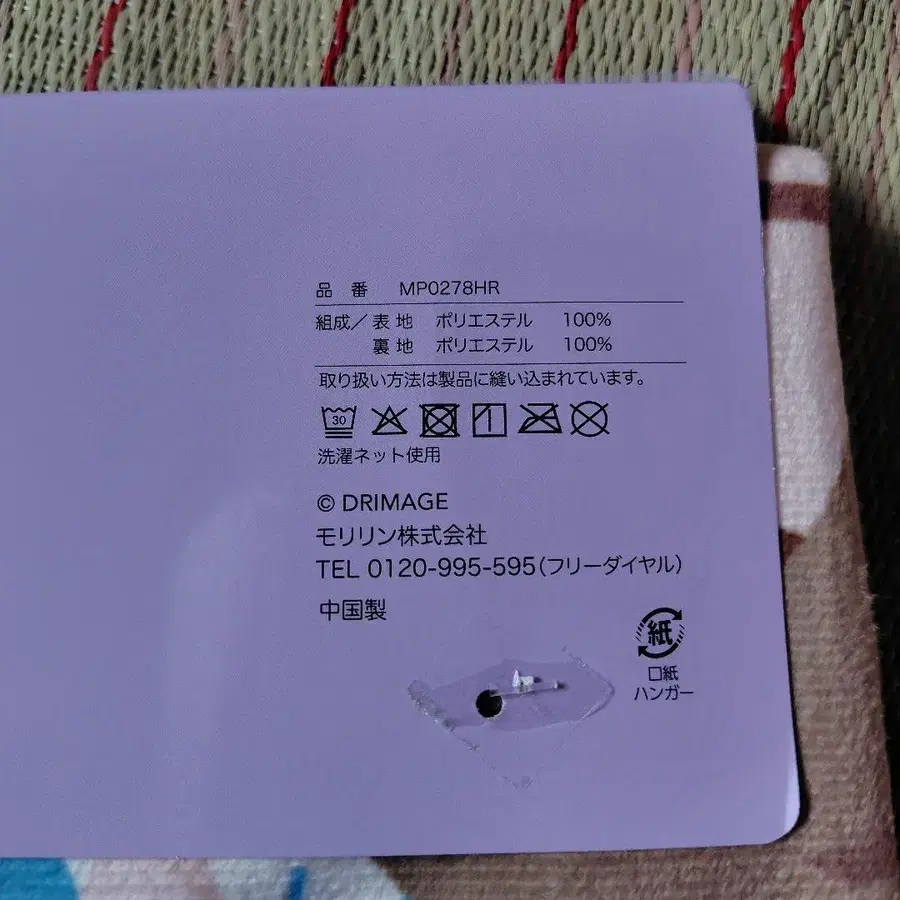 品 番 MP0278HR
組成／表 地 ポリエステル 100%
裏 地 ポリエステル 100%
取り扱い方法は製品に縫い込まれています。
30
洗濯ネット使用
© DRIMAGE
モリリン株式会社
TEL 0120-995-595(フリーダイヤル)
中国製
紙
口紙
ハンガー